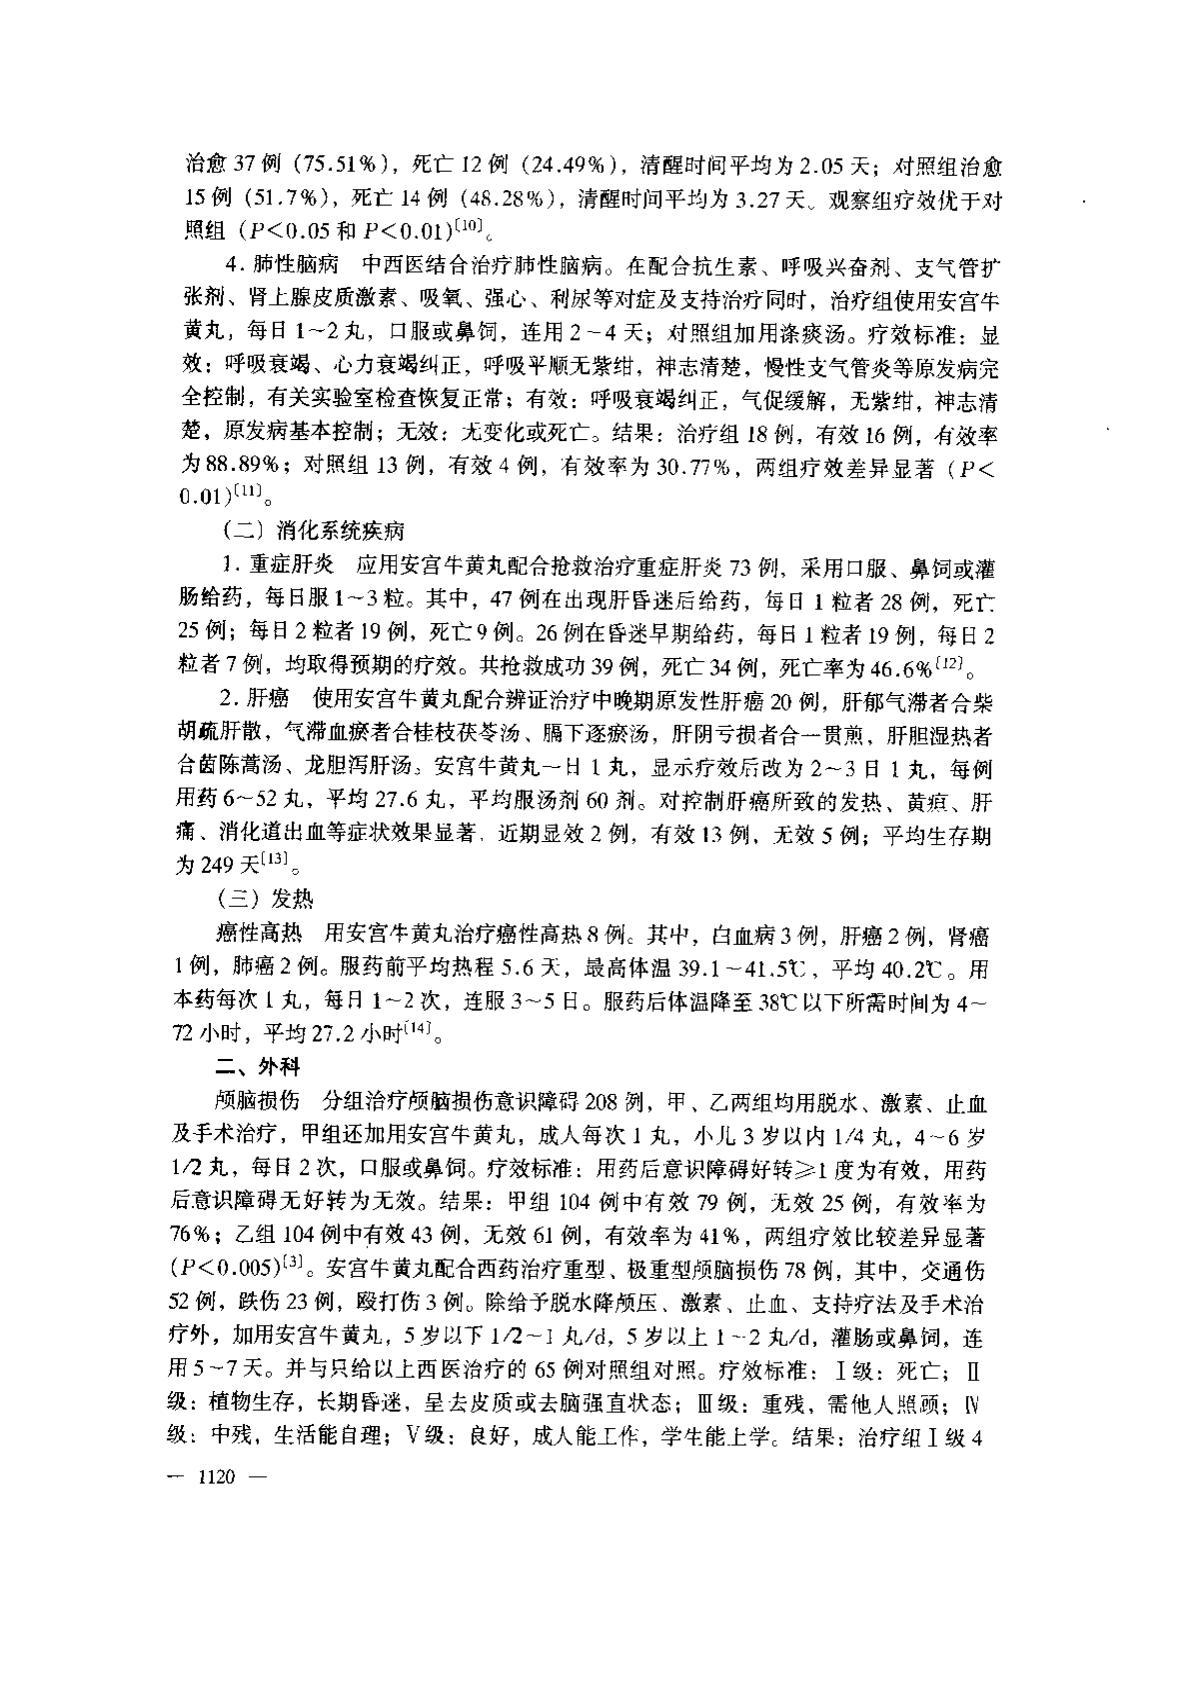 治愈 37 例 (75.51%)，死亡 12 例 (24.49%)，清醒时间平均为 2.05 天；对照组治愈
15 例 (51.7%)，死亡 14 例 (48.28%)，清醒时间平均为 3.27 天。观察组疗效优于对
照组 (P<0.05 和 P<0.01)〔10〕。
4. 肺性脑病　中西医结合治疗肺性脑病。在配合抗生素、呼吸兴奋剂、支气管扩
张剂、肾上腺皮质激素、吸氧、强心、利尿等对症及支持治疗同时，治疗组使用安宫牛
黄丸，每日 1~2 丸，口服或鼻饲，连用 2~4 天；对照组加用涤痰汤。疗效标准：显
效：呼吸衰竭、心力衰竭纠正，呼吸平顺无紫绀，神志清楚，慢性支气管炎等原发病完
全控制，有关实验室检查恢复正常；有效：呼吸衰竭纠正，气促缓解，无紫绀，神志清
楚，原发病基本控制；无效：无变化或死亡。结果：治疗组 18 例，有效 16 例，有效率
为 88.89%；对照组 13 例，有效 4 例，有效率为 30.77%，两组疗效差异显著 (P<
0.01)〔11〕。
(二) 消化系统疾病
1. 重症肝炎　应用安宫牛黄丸配合抢救治疗重症肝炎 73 例，采用口服、鼻饲或灌
肠给药，每日服 1~3 粒。其中，47 例在出现肝昏迷后给药，每日 1 粒者 28 例，死亡
25 例；每日 2 粒者 19 例，死亡 9 例。26 例在昏迷早期给药，每日 1 粒者 19 例，每日 2
粒者 7 例，均取得预期的疗效。共抢救成功 39 例，死亡 34 例，死亡率为 46.6%〔12〕。
2. 肝癌　使用安宫牛黄丸配合辨证治疗中晚期原发性肝癌 20 例，肝郁气滞者合柴
胡疏肝散，气滞血瘀者合桂枝茯苓汤、膈下逐瘀汤，肝阴亏损者合一贯煎，肝胆湿热者
合茵陈蒿汤、龙胆泻肝汤。安宫牛黄丸一日 1 丸，显示疗效后改为 2~3 日 1 丸，每例
用药 6~52 丸，平均 27.6 丸，平均服汤剂 60 剂。对控制肝癌所致的发热、黄疸、肝
痛、消化道出血等症状效果显著．近期显效 2 例，有效 13 例，无效 5 例；平均生存期
为 249 天〔13〕。
(三) 发热
癌性高热　用安宫牛黄丸治疗癌性高热 8 例。其中，白血病 3 例，肝癌 2 例，肾癌
1 例，肺癌 2 例。服药前平均热程 5.6 天，最高体温 39.1~41.5℃，平均 40.2℃。用
本药每次 1 丸，每日 1~2 次，连服 3~5 日。服药后体温降至 38℃以下所需时间为 4~
72 小时，平均 27.2 小时〔14〕。
二、外科
颅脑损伤　分组治疗颅脑损伤意识障碍 208 例，甲、乙两组均用脱水、激素、止血
及手术治疗，甲组还加用安宫牛黄丸，成人每次 1 丸，小儿 3 岁以内 1/4 丸，4~6 岁
1/2 丸，每日 2 次，口服或鼻饲。疗效标准：用药后意识障碍好转≥1 度为有效，用药
后意识障碍无好转为无效。结果：甲组 104 例中有效 79 例，无效 25 例，有效率为
76%；乙组 104 例中有效 43 例，无效 61 例，有效率为 41%，两组疗效比较差异显著
(P<0.005)〔3〕。安宫牛黄丸配合西药治疗重型、极重型颅脑损伤 78 例，其中，交通伤
52 例，跌伤 23 例，殴打伤 3 例。除给予脱水降颅压、激素、止血、支持疗法及手术治
疗外，加用安宫牛黄丸，5 岁以下 1/2~1 丸/d，5 岁以上 1~2 丸/d，灌肠或鼻饲，连
用 5~7 天。并与只给以上西医治疗的 65 例对照组对照。疗效标准：Ⅰ级：死亡；Ⅱ
级：植物生存，长期昏迷，呈去皮质或去脑强直状态；Ⅲ级：重残，需他人照顾；Ⅳ
级：中残，生活能自理；Ⅴ级：良好，成人能工作，学生能上学。结果：治疗组Ⅰ级 4
— 1120 —